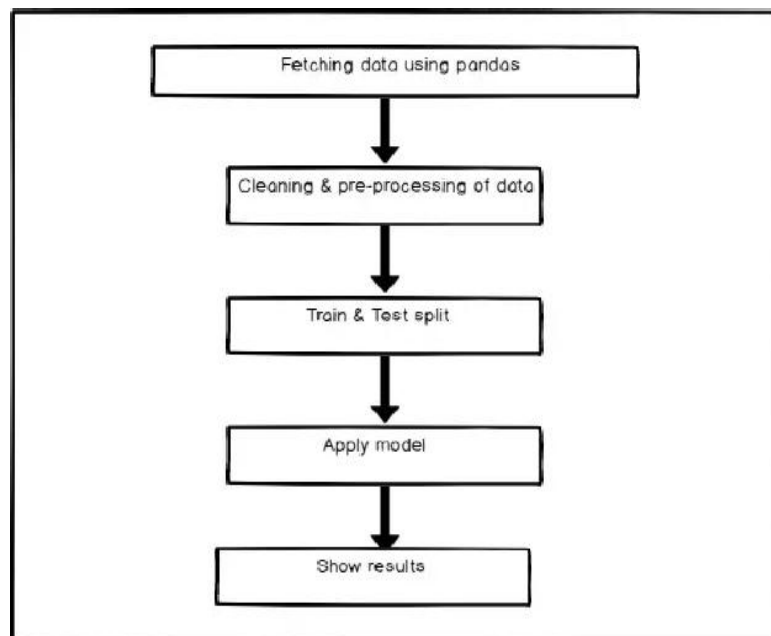 Fetching data using pandas
Cleaning & pre-processing of data
Train & Test split
Apply model
Show results